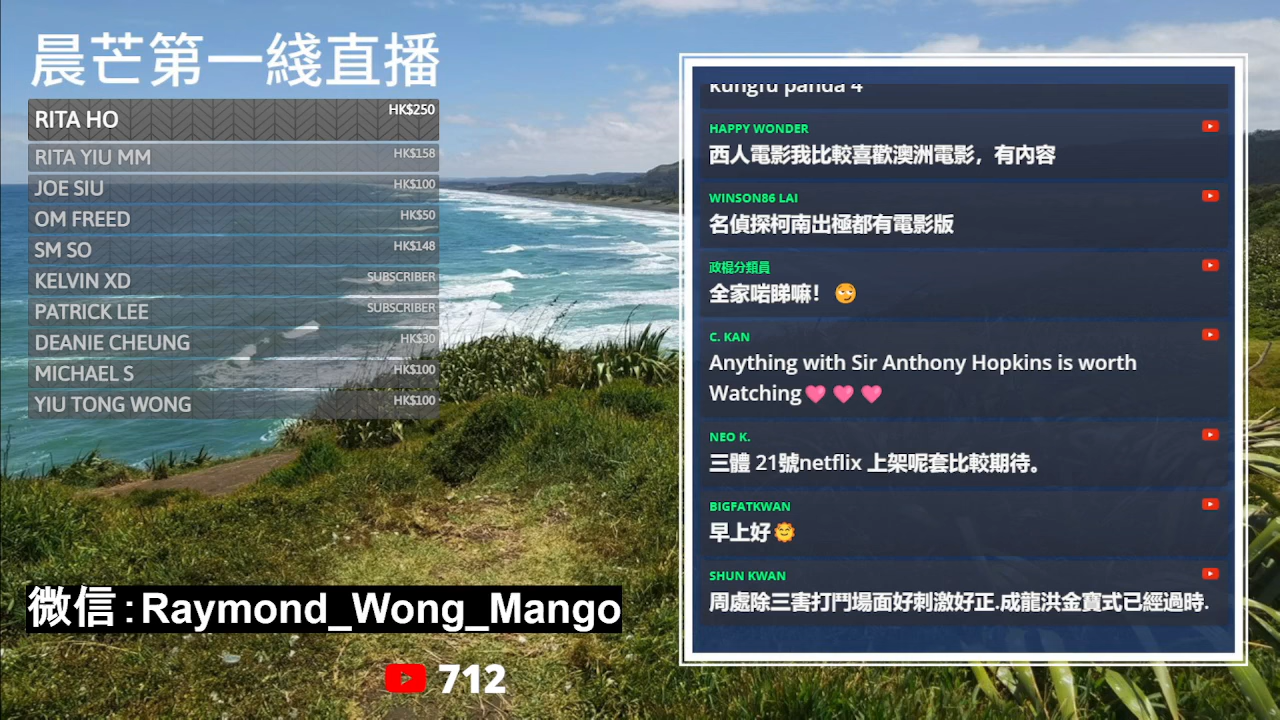 晨芒第一綫直播
RITA HO HK$250
RITA YIU MM HK$158
JOE SIU HK$100
OM FREED HK$50
SM SO HK$148
KELVIN XD SUBSCRIBER
PATRICK LEE SUBSCRIBER
DEANIE CHEUNG HK$30
MICHAEL S HK$100
YIU TONG WONG HK$100
微信:Raymond_Wong_Mango
712
kungfu panda 4
HAPPY WONDER
西人電影我比較喜歡澳洲電影，有內容
WINSON86 LAI
名偵探柯南出極都有電影版
政棍分類員
全家啱睇嘛！🙄
C. KAN
Anything with Sir Anthony Hopkins is worth
Watching💗 💗 💗
NEO K.
三體 21號netflix 上架呢套比較期待。
BIGFATKWAN
早上好🌞
SHUN KWAN
周處除三害打鬥場面好刺激好正.成龍洪金寶式已經過時.